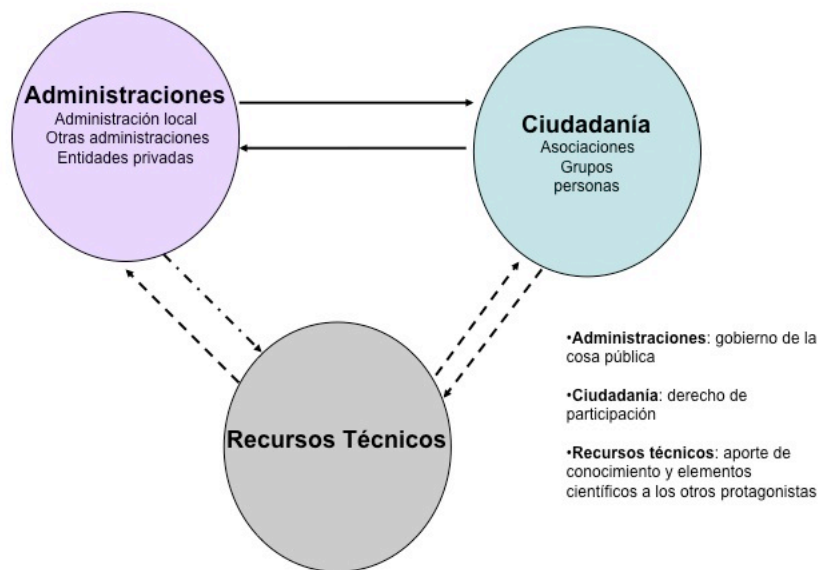 Administraciones
Administración local
Otras administraciones
Entidades privadas
Ciudadanía
Asociaciones
Grupos
personas
Recursos Técnicos
•Administraciones: gobierno de la
cosa pública
•Ciudadanía: derecho de
participación
•Recursos técnicos: aporte de
conocimiento y elementos
científicos a los otros protagonistas